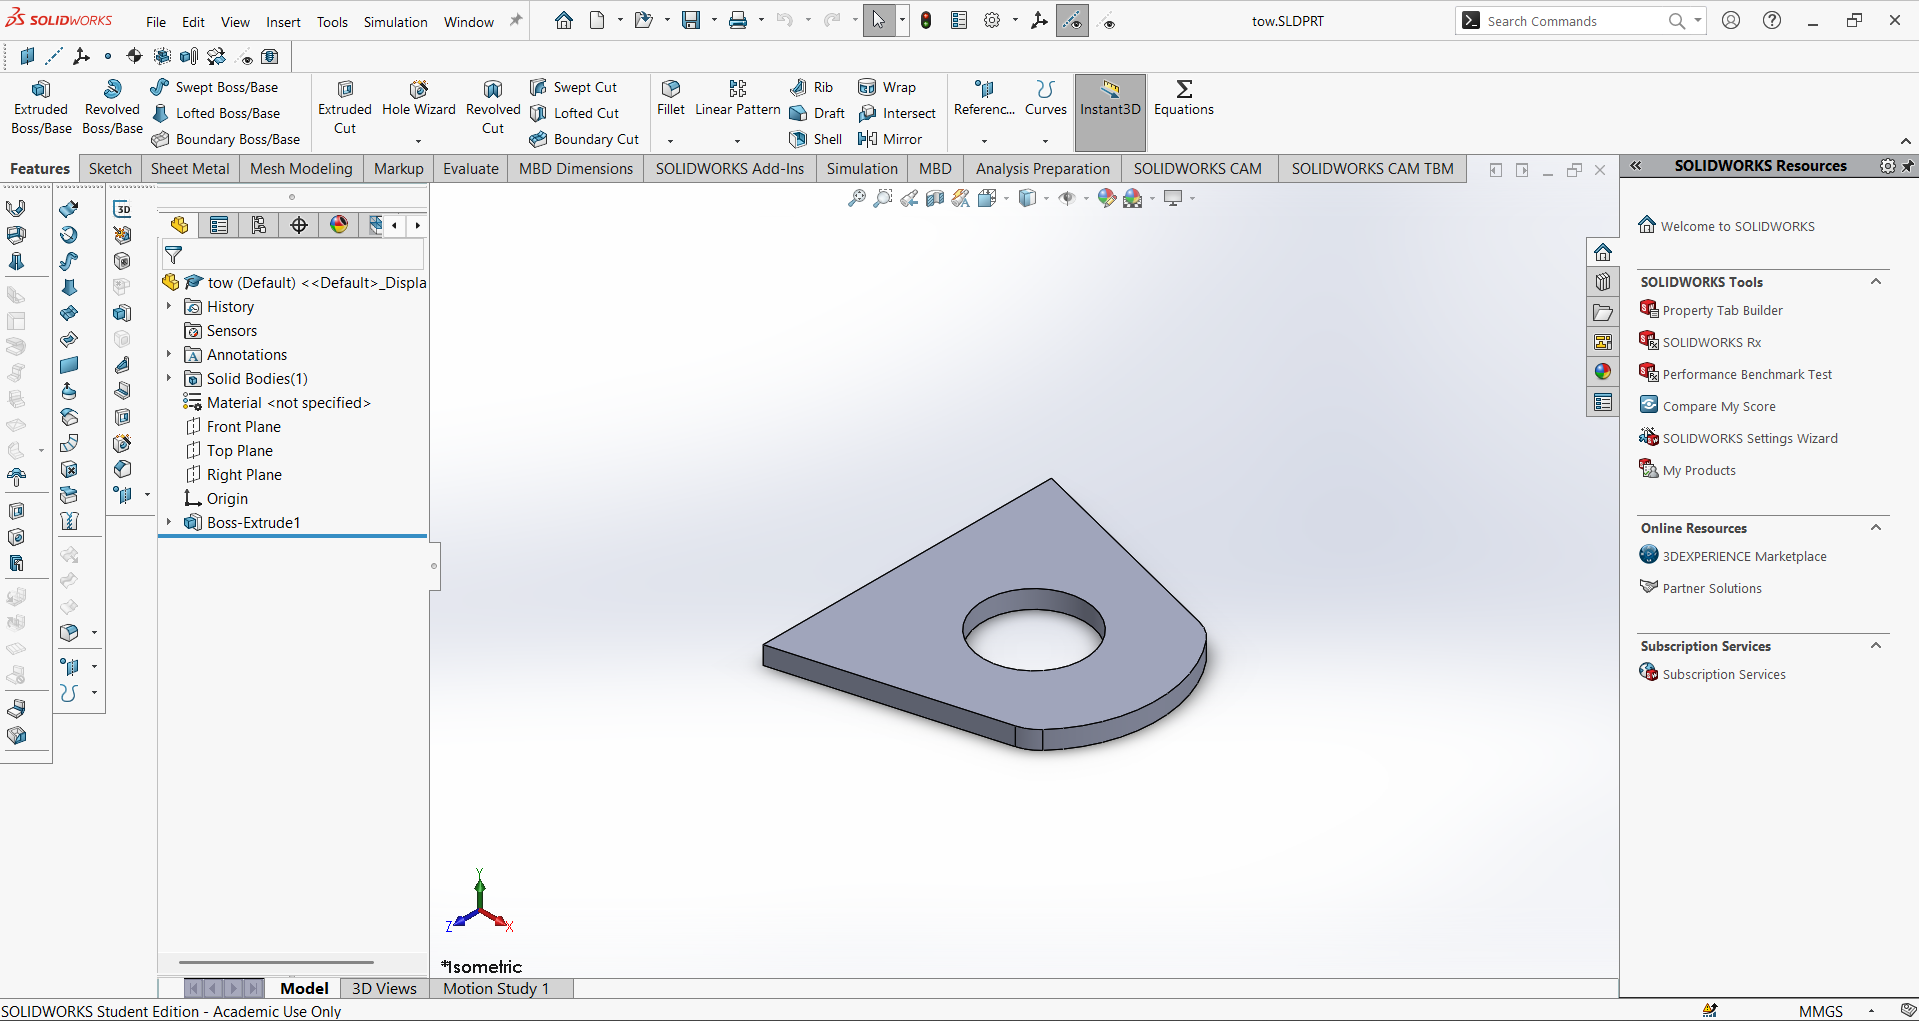 SOLIDWORKS File Edit View Insert Tools Simulation Window tow.SLDPRT Search Commands
Extruded Boss/Base
Revolved Boss/Base
Swept Boss/Base
Lofted Boss/Base
Boundary Boss/Base
Extruded Cut
Hole Wizard
Revolved Cut
Swept Cut
Lofted Cut
Boundary Cut
Fillet
Linear Pattern
Rib
Draft
Shell
Wrap
Intersect
Mirror
Referenc...
Curves
Instant3D
Equations
Features Sketch Sheet Metal Mesh Modeling Markup Evaluate MBD Dimensions SOLIDWORKS Add-Ins Simulation MBD Analysis Preparation SOLIDWORKS CAM SOLIDWORKS CAM TBM
3D
tow (Default) <<Default>_Displa
History
Sensors
Annotations
Solid Bodies(1)
Material <not specified>
Front Plane
Top Plane
Right Plane
Origin
Boss-Extrude1
Y
Z
X
*Isometric
SOLIDWORKS Resources
Welcome to SOLIDWORKS
SOLIDWORKS Tools
Property Tab Builder
SOLIDWORKS Rx
Performance Benchmark Test
Compare My Score
SOLIDWORKS Settings Wizard
My Products
Online Resources
3DEXPERIENCE Marketplace
Partner Solutions
Subscription Services
Subscription Services
Model 3D Views Motion Study 1
SOLIDWORKS Student Edition - Academic Use Only MMGS